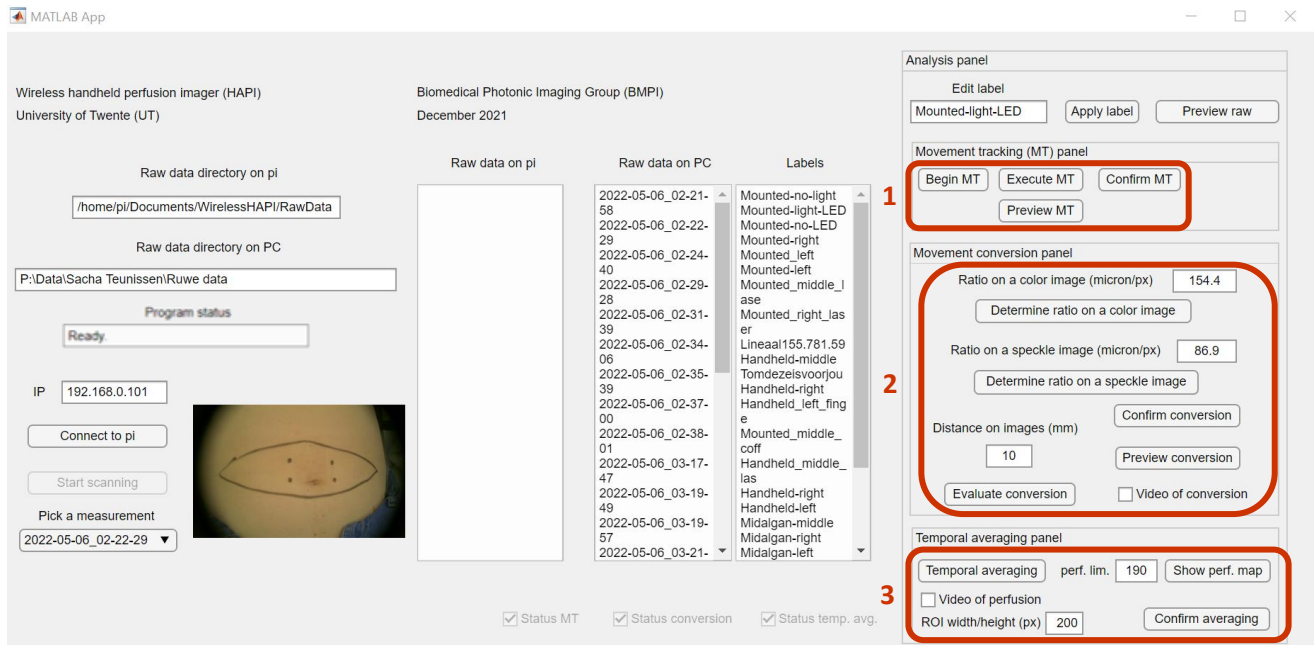 MATLAB App
Wireless handheld perfusion imager (HAPI)
University of Twente (UT)
Biomedical Photonic Imaging Group (BMPI)
December 2021
Raw data directory on pi
/home/pi/Documents/WirelessHAPI/RawData
Raw data directory on PC
P:\Data\Sacha Teunissen\Ruwe data
Program status
Ready.
IP
192.168.0.101
Connect to pi
Start scanning
Pick a measurement
2022-05-06_02-22-29
Raw data on pi
Raw data on PC
2022-05-06_02-21-
58
2022-05-06_02-22-
29
2022-05-06_02-24-
40
2022-05-06_02-29-
28
2022-05-06_02-31-
39
2022-05-06_02-34-
06
2022-05-06_02-35-
39
2022-05-06_02-37-
00
2022-05-06_02-38-
01
2022-05-06_03-17-
47
2022-05-06_03-19-
49
2022-05-06_03-19-
57
2022-05-06_03-21-
Labels
Mounted-no-light
Mounted-light-LED
Mounted-no-LED
Mounted-right
Mounted_left
Mounted-left
Mounted_middle_l
ase
Mounted_right_las
er
Lineaal155.781.59
Handheld-middle
Tomdezeisvoorjou
Handheld-right
Handheld_left_fing
e
Mounted_middle_
coff
Handheld_middle_
las
Handheld-right
Handheld-left
Midalgan-middle
Midalgan-right
Midalgan-left
Status MT
Status conversion
Status temp. avg.
Analysis panel
Edit label
Mounted-light-LED
Apply label
Preview raw
Movement tracking (MT) panel
1
Begin MT
Execute MT
Confirm MT
Preview MT
Movement conversion panel
2
Ratio on a color image (micron/px)
154.4
Determine ratio on a color image
Ratio on a speckle image (micron/px)
86.9
Determine ratio on a speckle image
Distance on images (mm)
10
Confirm conversion
Preview conversion
Evaluate conversion
Video of conversion
Temporal averaging panel
3
Temporal averaging
perf. lim.
190
Show perf. map
Video of perfusion
ROI width/height (px)
200
Confirm averaging